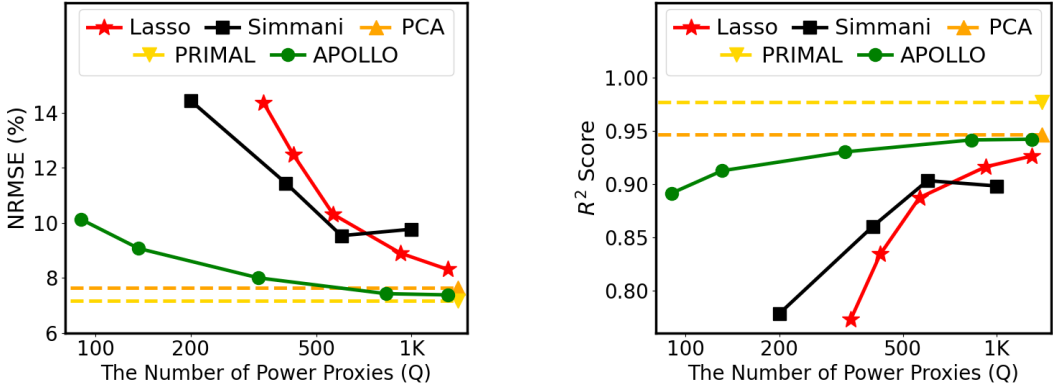 Lasso Simmani PCA
PRIMAL APOLLO
NRMSE (%)
14
12
10
8
6
100 200 500 1K
The Number of Power Proxies (Q)
Lasso Simmani PCA
PRIMAL APOLLO
R² Score
1.00
0.95
0.90
0.85
0.80
100 200 500 1K
The Number of Power Proxies (Q)